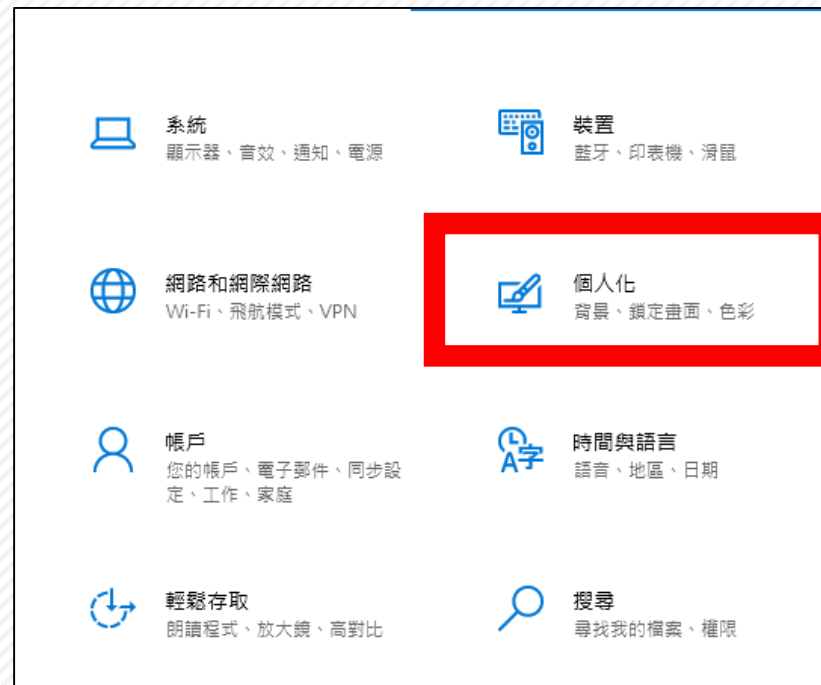 系統
顯示器、音效、通知、電源
裝置
藍牙、印表機、滑鼠
網路和網際網路
Wi-Fi、飛航模式、VPN
個人化
背景、鎖定畫面、色彩
帳戶
您的帳戶、電子郵件、同步設
定、工作、家庭
時間與語言
語音、地區、日期
輕鬆存取
朗讀程式、放大鏡、高對比
搜尋
尋找我的檔案、權限